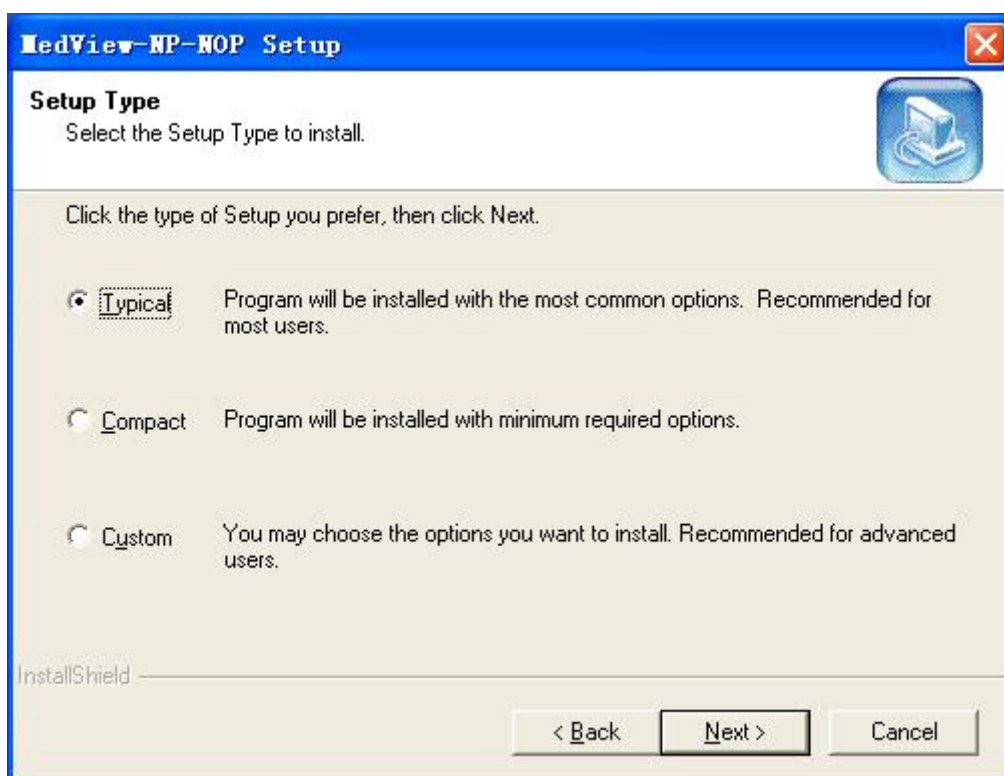 MedView-NP-NOP Setup
Setup Type
Select the Setup Type to install.
Click the type of Setup you prefer, then click Next.
Typical Program will be installed with the most common options. Recommended for
most users.
Compact Program will be installed with minimum required options.
Custom You may choose the options you want to install. Recommended for advanced
users.
InstallShield
< Back Next > Cancel